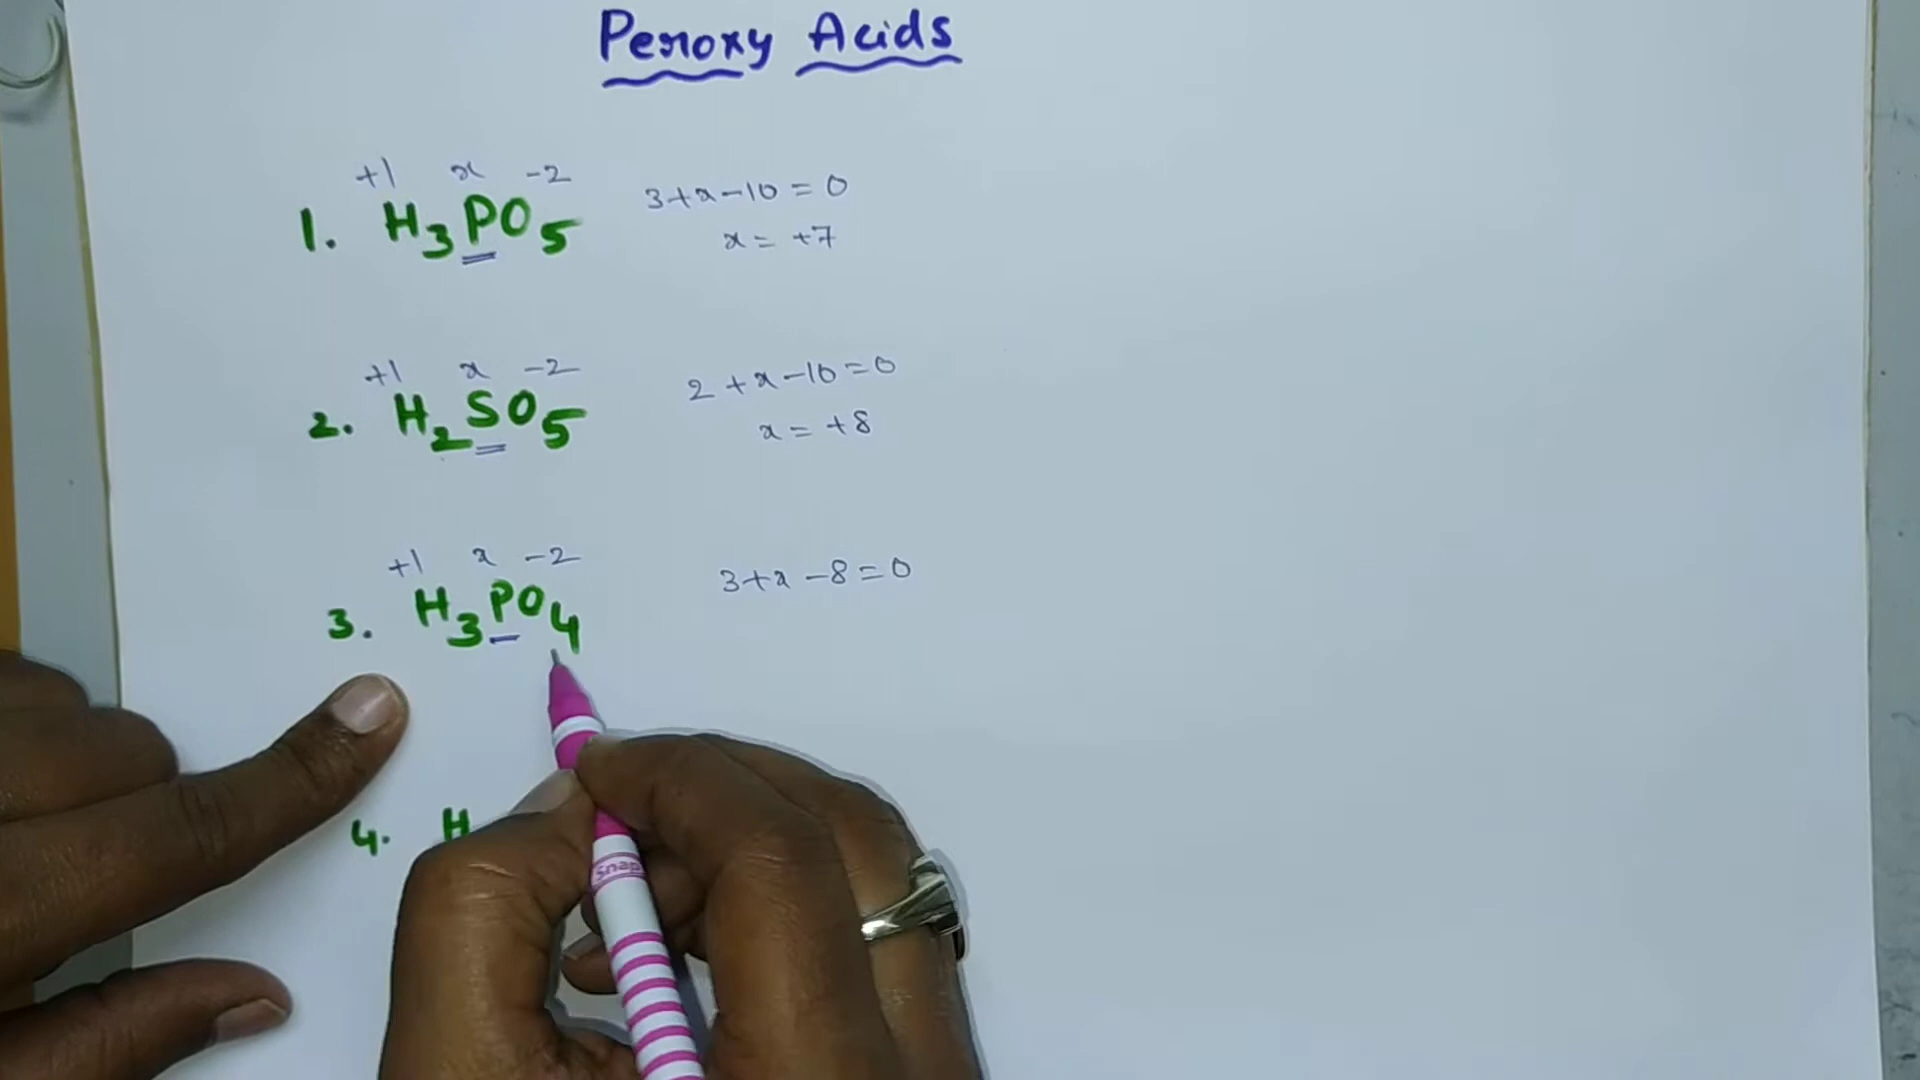 Peroxy Acids
+1 x -2
1. H3PO5
3+x-10=0
x = +7
+1 x -2
2. H2SO5
2+x-10=0
x = +8
+1 x -2
3. H3PO4
3+x-8=0
4. H
Snap